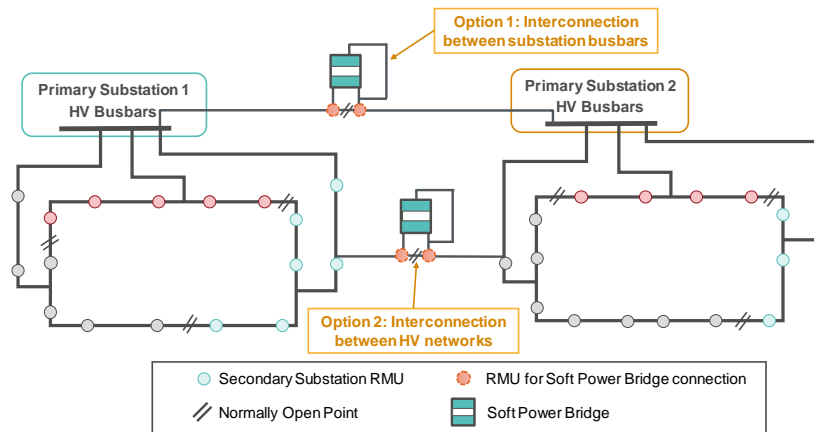 Option 1: Interconnection
between substation busbars
Primary Substation 1
HV Busbars
Primary Substation 2
HV Busbars
Option 2: Interconnection
between HV networks
Secondary Substation RMU
RMU for Soft Power Bridge connection
Normally Open Point
Soft Power Bridge